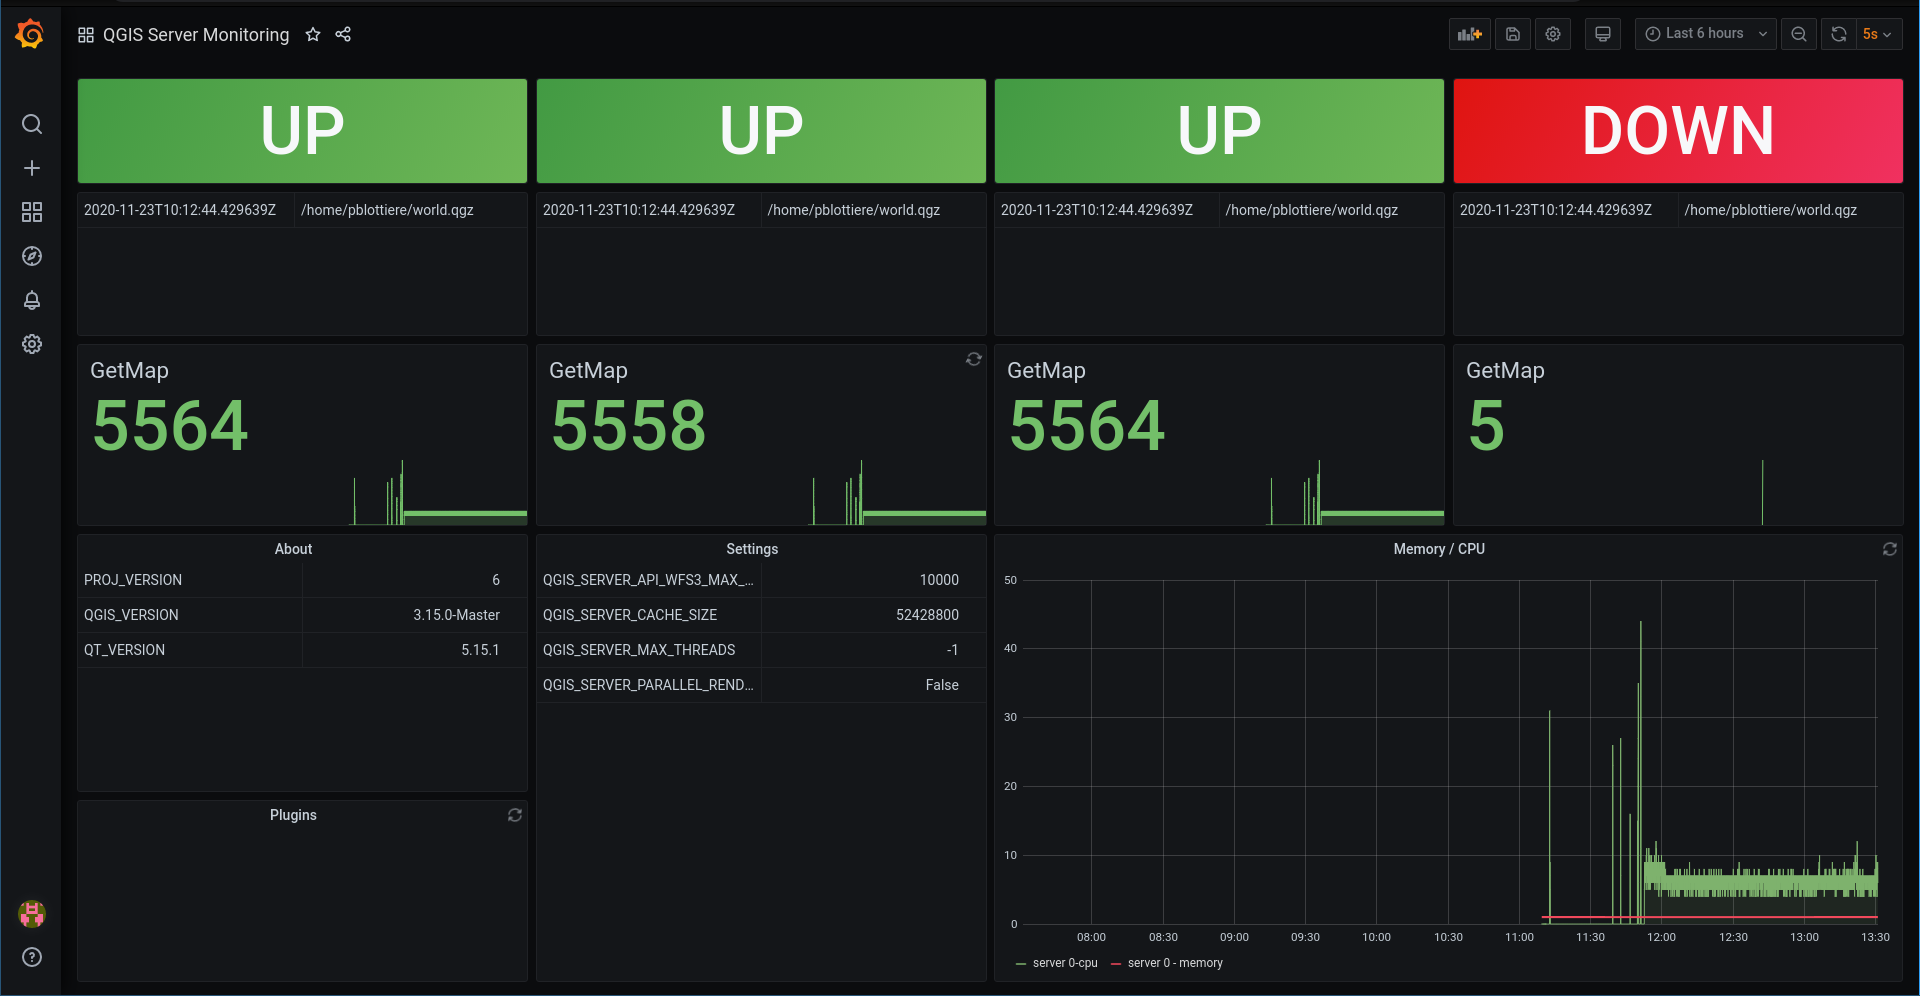 QGIS Server Monitoring
Last 6 hours
5s
UP
UP
UP
DOWN
2020-11-23T10:12:44.429639Z /home/pblottiere/world.qgz
2020-11-23T10:12:44.429639Z /home/pblottiere/world.qgz
2020-11-23T10:12:44.429639Z /home/pblottiere/world.qgz
2020-11-23T10:12:44.429639Z /home/pblottiere/world.qgz
GetMap
5564
GetMap
5558
GetMap
5564
GetMap
5
About
PROJ_VERSION 6
QGIS_VERSION 3.15.0-Master
QT_VERSION 5.15.1
Plugins
Settings
QGIS_SERVER_API_WFS3_MAX_... 10000
QGIS_SERVER_CACHE_SIZE 52428800
QGIS_SERVER_MAX_THREADS -1
QGIS_SERVER_PARALLEL_REND... False
Memory / CPU
50
40
30
20
10
0
08:00 08:30 09:00 09:30 10:00 10:30 11:00 11:30 12:00 12:30 13:00 13:30
server 0-cpu server 0 - memory